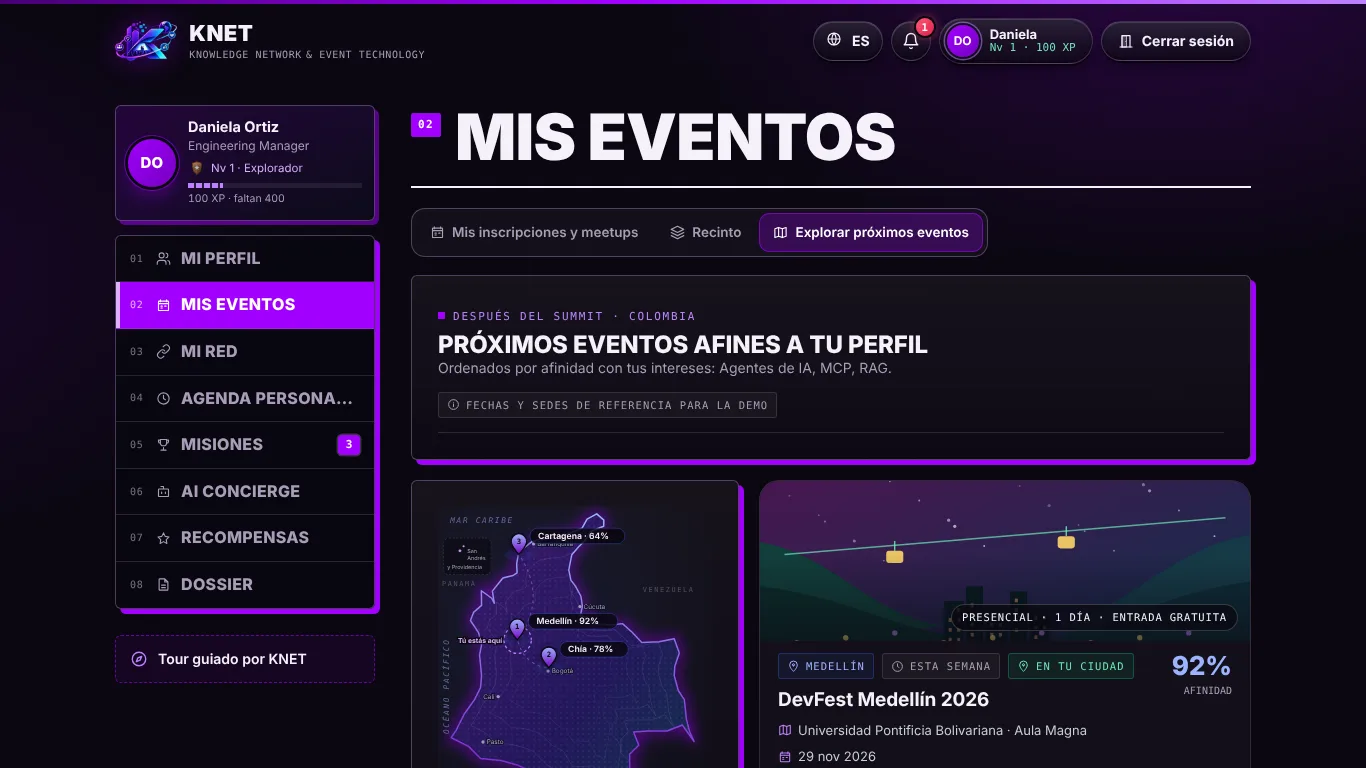 KNET
KNOWLEDGE NETWORK & EVENT TECHNOLOGY
ES
1
DO
Daniela
Nv 1 · 100 XP
Cerrar sesión
DO
Daniela Ortiz
Engineering Manager
Nv 1 · Explorador
100 XP · faltan 400
01 MI PERFIL
02 MIS EVENTOS
03 MI RED
04 AGENDA PERSONA...
05 MISIONES 3
06 AI CONCIERGE
07 RECOMPENSAS
08 DOSSIER
Tour guiado por KNET
02 MIS EVENTOS
Mis inscripciones y meetups
Recinto
Explorar próximos eventos
DESPUÉS DEL SUMMIT · COLOMBIA
PRÓXIMOS EVENTOS AFINES A TU PERFIL
Ordenados por afinidad con tus intereses: Agentes de IA, MCP, RAG.
FECHAS Y SEDES DE REFERENCIA PARA LA DEMO
MAR CARIBE
3
Cartagena · 64%
San
Andrés
y Providencia
PANAMÁ
VENEZUELA
Cúcuta
1
Medellín · 92%
Tú estás aquí
2
Chía · 78%
Bogotá
OCÉANO PACÍFICO
Cali
Pasto
PRESENCIAL · 1 DÍA · ENTRADA GRATUITA
MEDELLÍN
ESTA SEMANA
EN TU CIUDAD
92%
AFINIDAD
DevFest Medellín 2026
Universidad Pontificia Bolivariana · Aula Magna
29 nov 2026